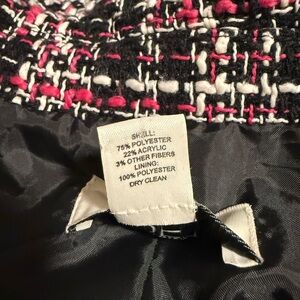 SHELL:
75% POLYESTER
22% ACRYLIC
3% OTHER FIBERS
LINING:
100% POLYESTER
DRY CLEAN